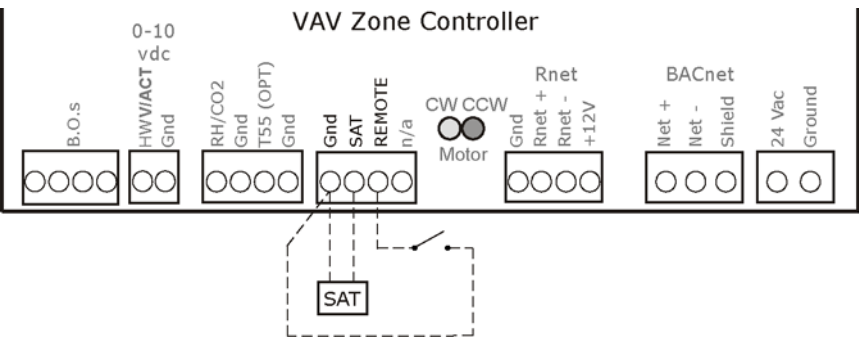 VAV Zone Controller
0-10
vdc
Rnet
BACnet
B.O.s
HWV/ACT
Gnd
RH/CO2
Gnd
T55 (OPT)
Gnd
Gnd
SAT
REMOTE
n/a
CW CCW
Motor
Gnd
Rnet +
Rnet -
+12V
Net +
Net -
Shield
24 Vac
Ground
SAT